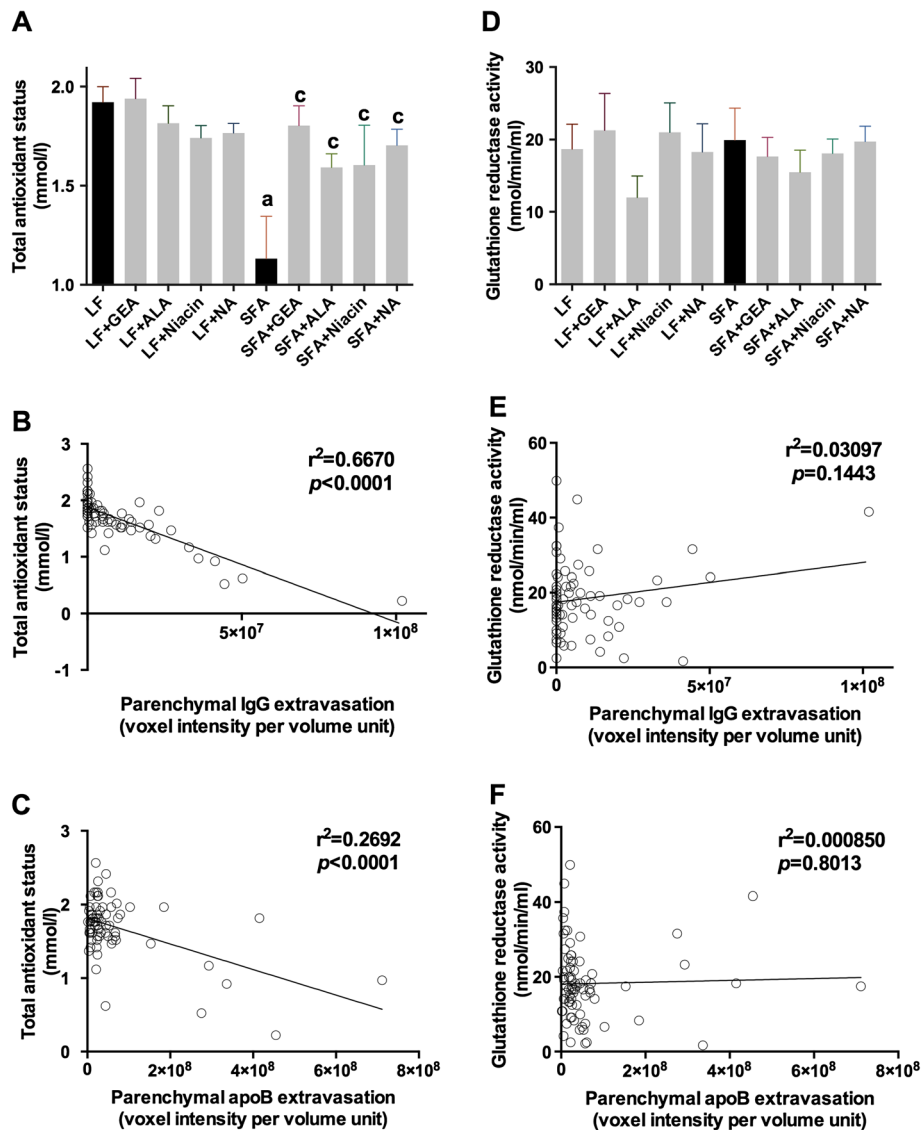 A
Total antioxidant status
(mmol/l)
2.0
1.5
1.0
c
c
c
c
a
LF
LF+GEA
LF+ALA
LF+Niacin
LF+NA
SFA
SFA+GEA
SFA+ALA
SFA+Niacin
SFA+NA
D
Glutathione reductase activity
(nmol/min/ml)
30
20
10
0
LF
LF+GEA
LF+ALA
LF+Niacin
LF+NA
SFA
SFA+GEA
SFA+ALA
SFA+Niacin
SFA+NA
B
Total antioxidant status
(mmol/l)
3
2
1
0
-1
r²=0.6670
p<0.0001
5×10⁷
1×10⁸
Parenchymal IgG extravasation
(voxel intensity per volume unit)
E
Glutathione reductase activity
(nmol/min/ml)
60
40
20
0
r²=0.03097
p=0.1443
0
5×10⁷
1×10⁸
Parenchymal IgG extravasation
(voxel intensity per volume unit)
C
Total antioxidant status
(mmol/l)
3
2
1
0
r²=0.2692
p<0.0001
0
2×10⁸
4×10⁸
6×10⁸
8×10⁸
Parenchymal apoB extravasation
(voxel intensity per volume unit)
F
Glutathione reductase activity
(nmol/min/ml)
60
40
20
0
r²=0.000850
p=0.8013
0
2×10⁸
4×10⁸
6×10⁸
8×10⁸
Parenchymal apoB extravasation
(voxel intensity per volume unit)